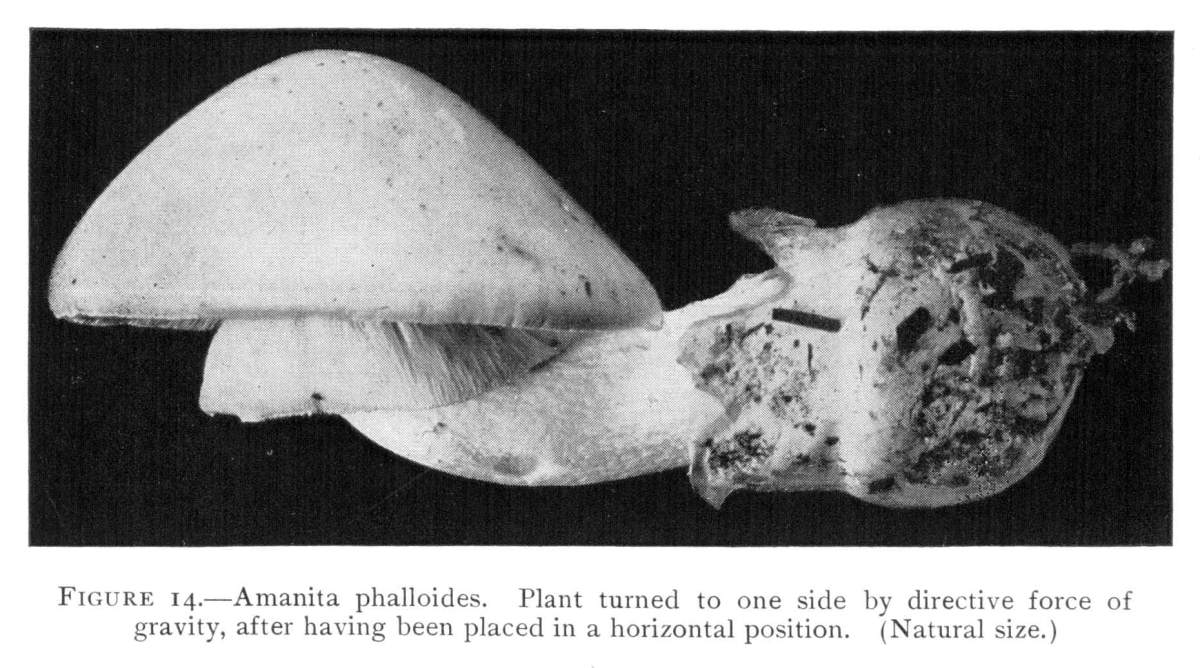 FIGURE 14.—Amanita phalloides. Plant turned to one side by directive force of
gravity, after having been placed in a horizontal position. (Natural size.)